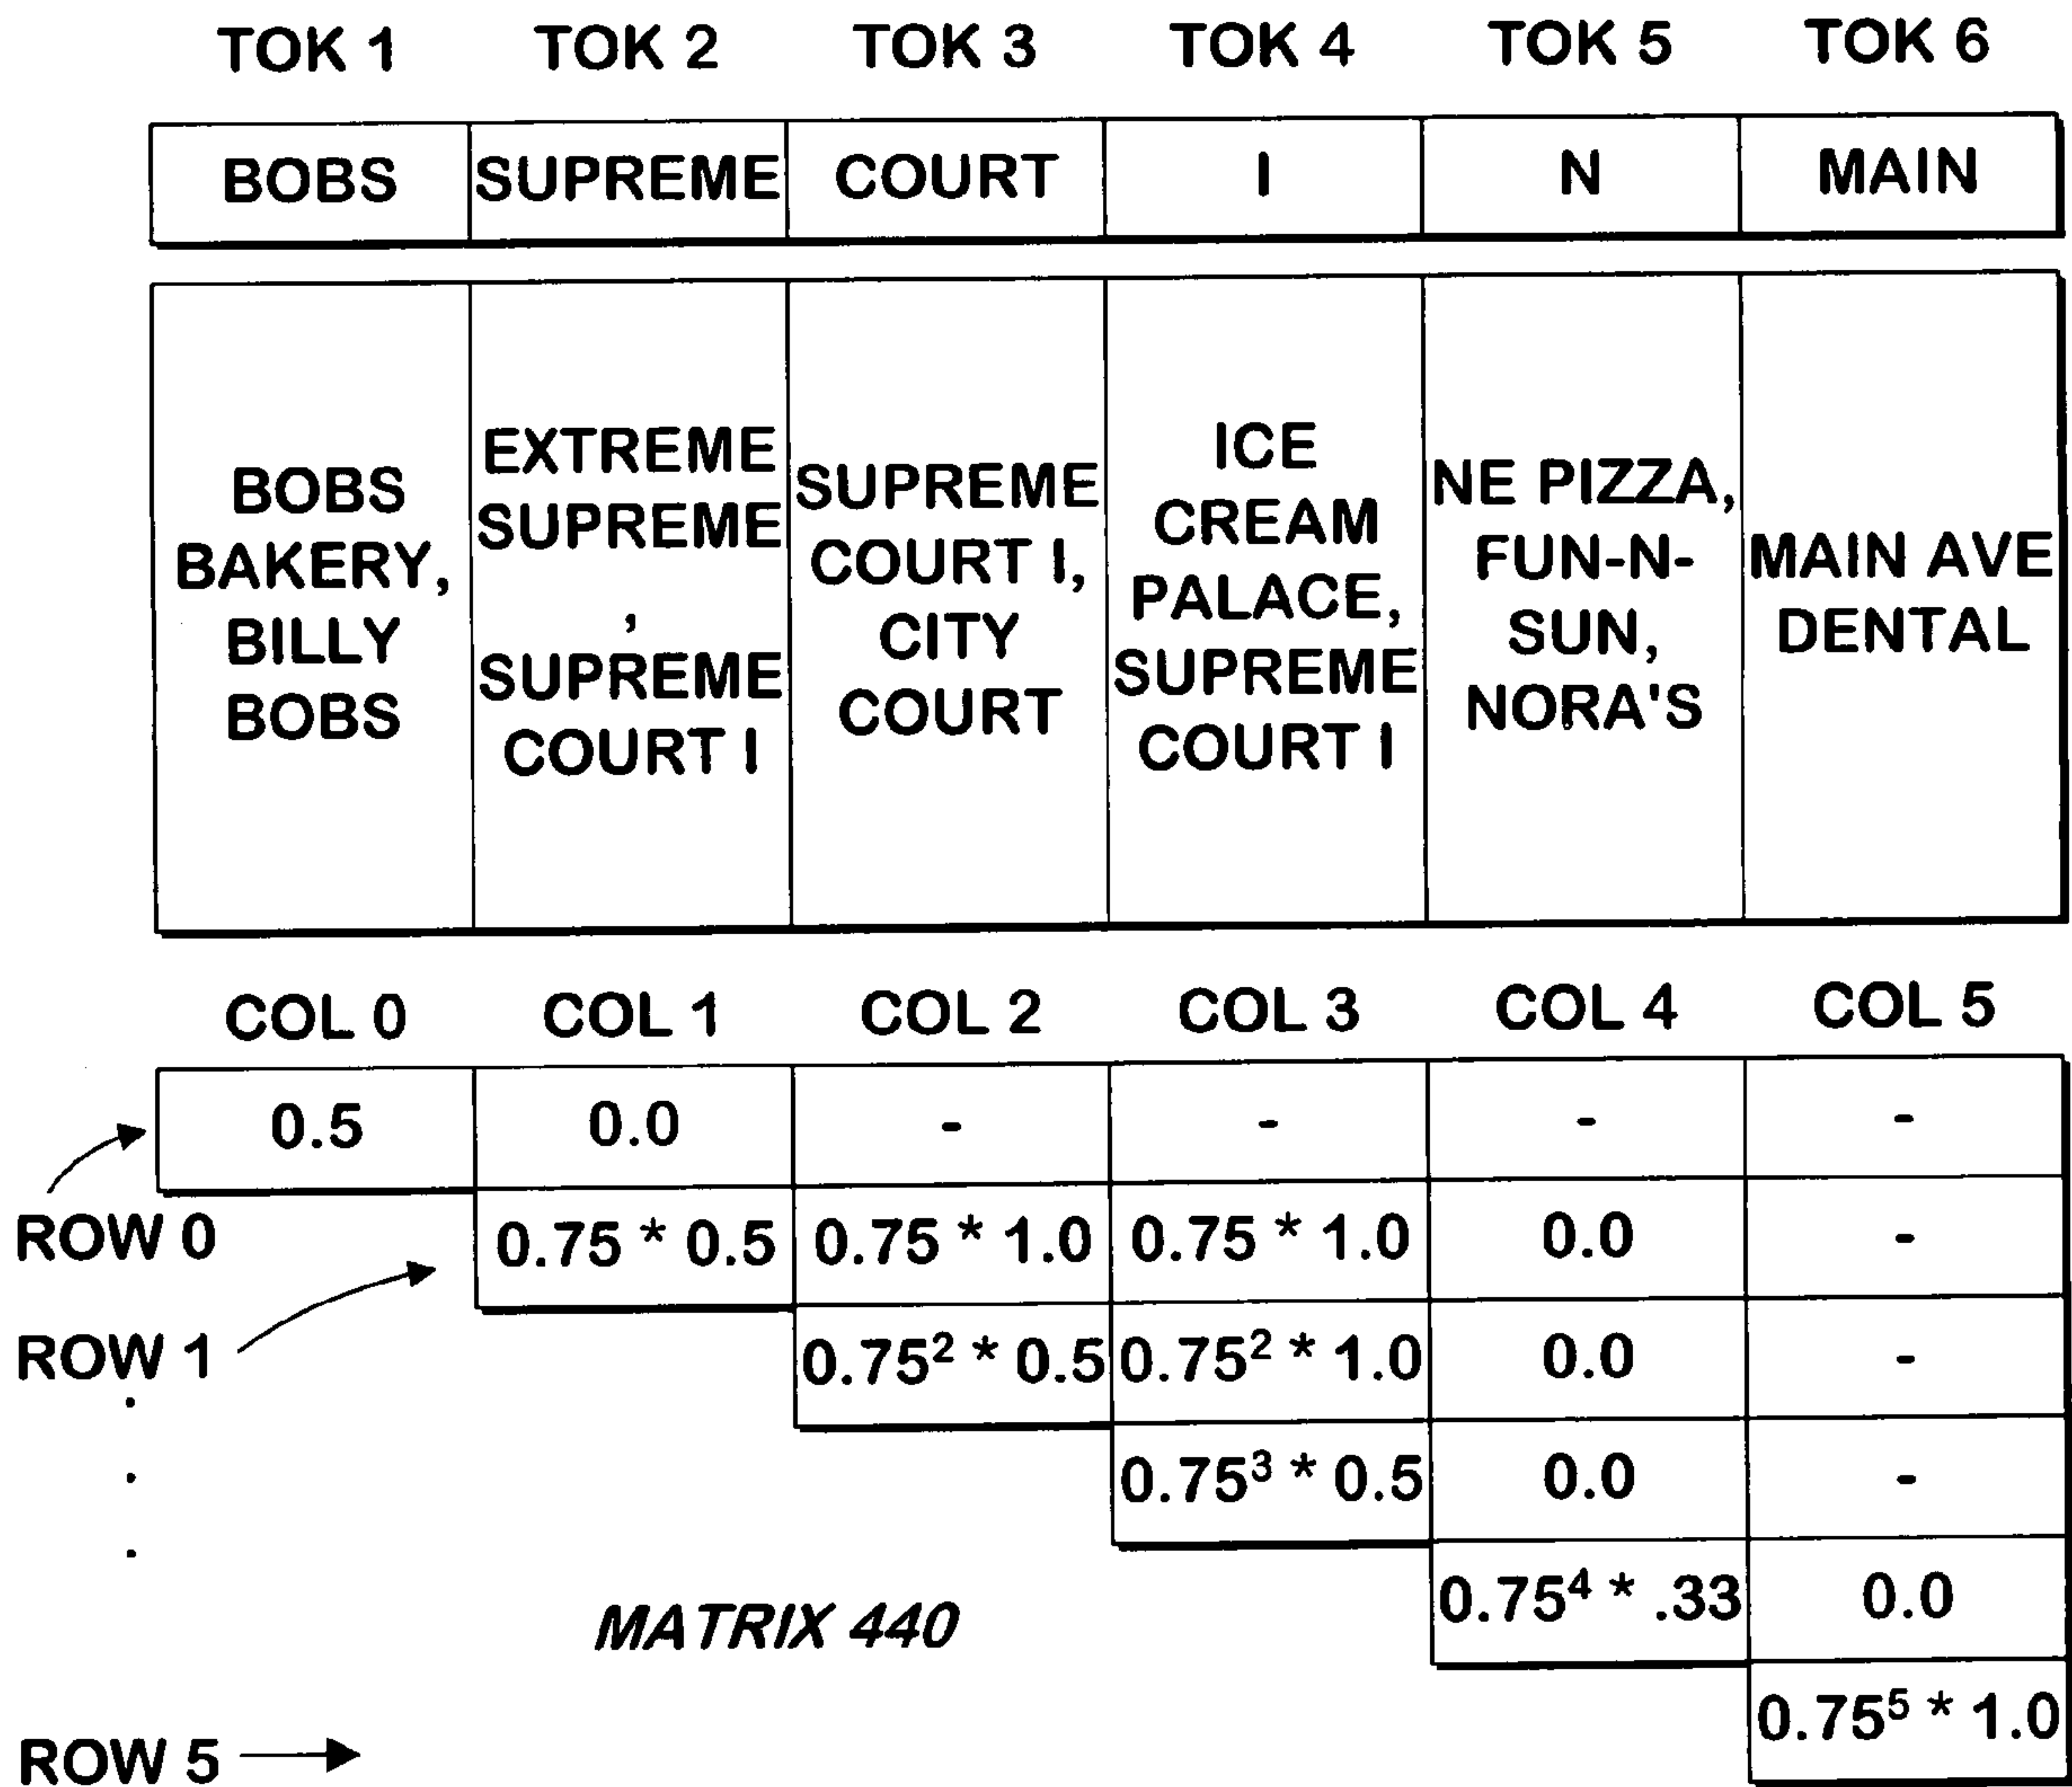 TOK 1 TOK 2 TOK 3 TOK 4 TOK 5 TOK 6
BOBS SUPREME COURT I N MAIN
BOBS
BAKERY,
BILLY
BOBS
EXTREME
SUPREME
,
SUPREME
COURT I
SUPREME
COURT I,
CITY
COURT
ICE
CREAM
PALACE,
SUPREME
COURT I
NE PIZZA,
FUN-N-
SUN,
NORA'S
MAIN AVE
DENTAL
COL 0 COL 1 COL 2 COL 3 COL 4 COL 5
0.5 0.0 - - - -
ROW 0
0.75 * 0.5 0.75 * 1.0 0.75 * 1.0 0.0 -
ROW 1
0.75² * 0.5 0.75² * 1.0 0.0 -
0.75³ * 0.5 0.0 -
0.75⁴ * .33 0.0
MATRIX 440
0.75⁵ * 1.0
ROW 5